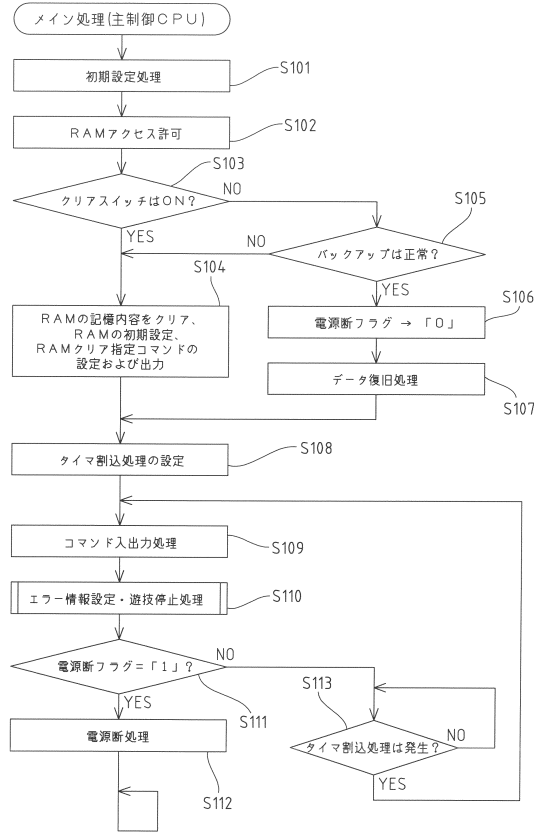 メイン処理(主制御CPU)
初期設定処理
S101
RAMアクセス許可
S102
S103
クリアスイッチはON?
NO
S105
YES
NO
バックアップは正常?
S104
YES
S106
RAMの記憶内容をクリア、
RAMの初期設定、
RAMクリア指定コマンドの
設定および出力
電源断フラグ → 「0」
データ復旧処理
S107
タイマ割込処理の設定
S108
コマンド入出力処理
S109
エラー情報設定・遊技停止処理
S110
電源断フラグ=「1」?
NO
S111
YES
S113
タイマ割込処理は発生?
NO
YES
電源断処理
S112